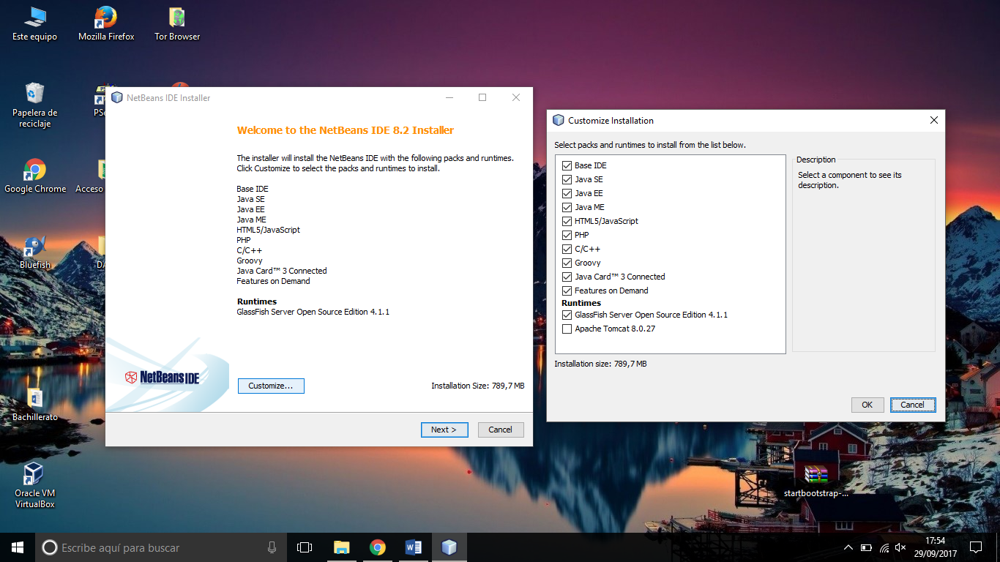 Este equipo
Mozilla Firefox
Tor Browser
Papelera de
reciclaje
Google Chrome
Acceso
Bluefish
Bachillerato
Oracle VM
VirtualBox
NetBeans IDE Installer
Welcome to the NetBeans IDE 8.2 Installer
The installer will install the NetBeans IDE with the following packs and runtimes.
Click Customize to select the packs and runtimes to install.
Base IDE
Java SE
Java EE
Java ME
HTML5/JavaScript
PHP
C/C++
Groovy
Java Card™ 3 Connected
Features on Demand
Runtimes
GlassFish Server Open Source Edition 4.1.1
NetBeans IDE
Customize...
Installation Size: 789,7 MB
Next >
Cancel
Customize Installation
Select packs and runtimes to install from the list below.
Base IDE
Java SE
Java EE
Java ME
HTML5/JavaScript
PHP
C/C++
Groovy
Java Card™ 3 Connected
Features on Demand
Runtimes
GlassFish Server Open Source Edition 4.1.1
Apache Tomcat 8.0.27
Description
Select a component to see its
description.
Installation size: 789,7 MB
OK
Cancel
startbootstrap-...
Escribe aquí para buscar
17:54
29/09/2017